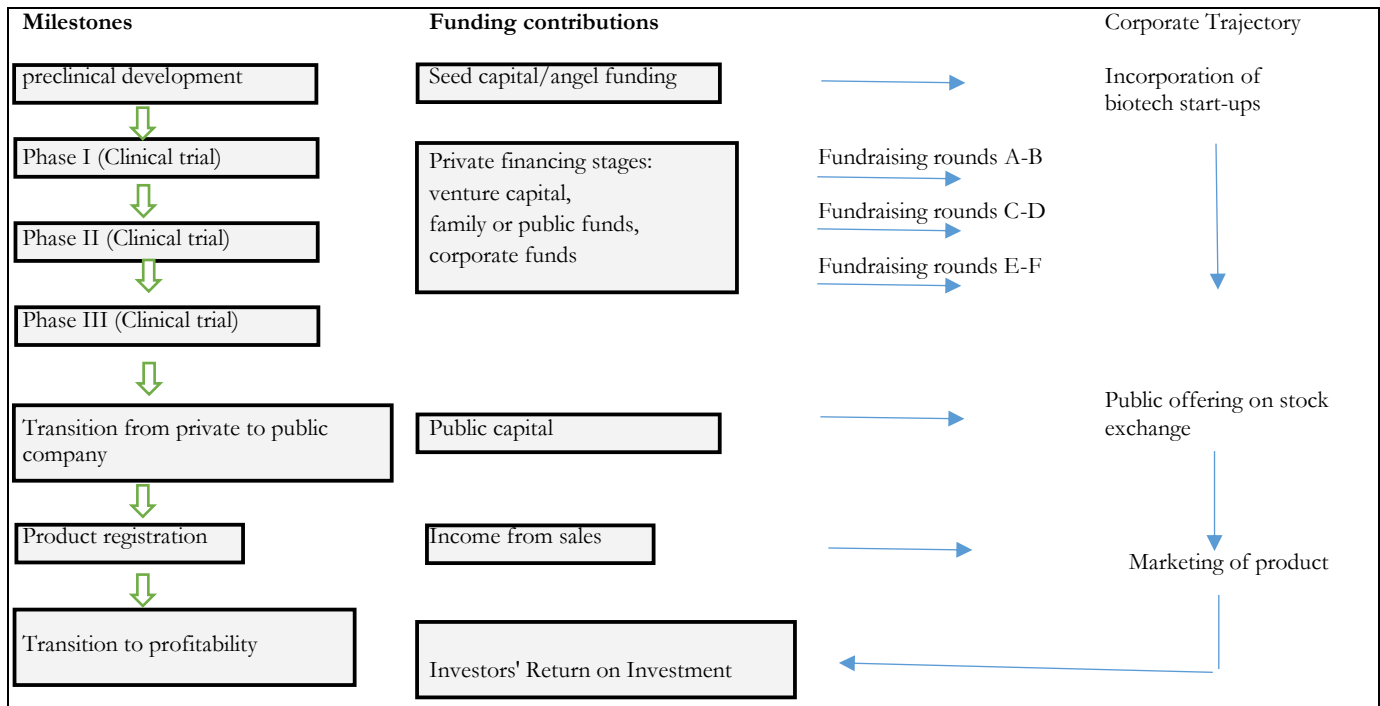 Milestones
Funding contributions
Corporate Trajectory
preclinical development
Seed capital/angel funding
Incorporation of
biotech start-ups
Phase I (Clinical trial)
Private financing stages:
venture capital,
family or public funds,
corporate funds
Fundraising rounds A-B
Phase II (Clinical trial)
Fundraising rounds C-D
Fundraising rounds E-F
Phase III (Clinical trial)
Transition from private to public
company
Public capital
Public offering on stock
exchange
Product registration
Income from sales
Marketing of product
Transition to profitability
Investors' Return on Investment